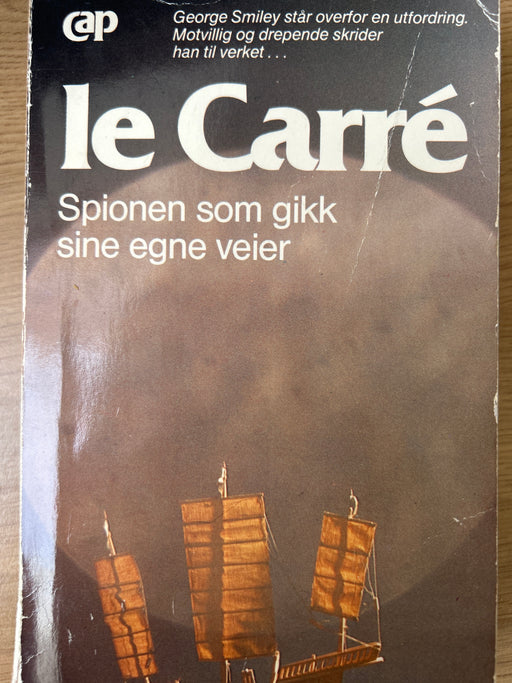 cap
George Smiley står overfor en utfordring.
Motvillig og drepende skrider
han til verket . . .
le Carré
Spionen som gikk
sine egne veier